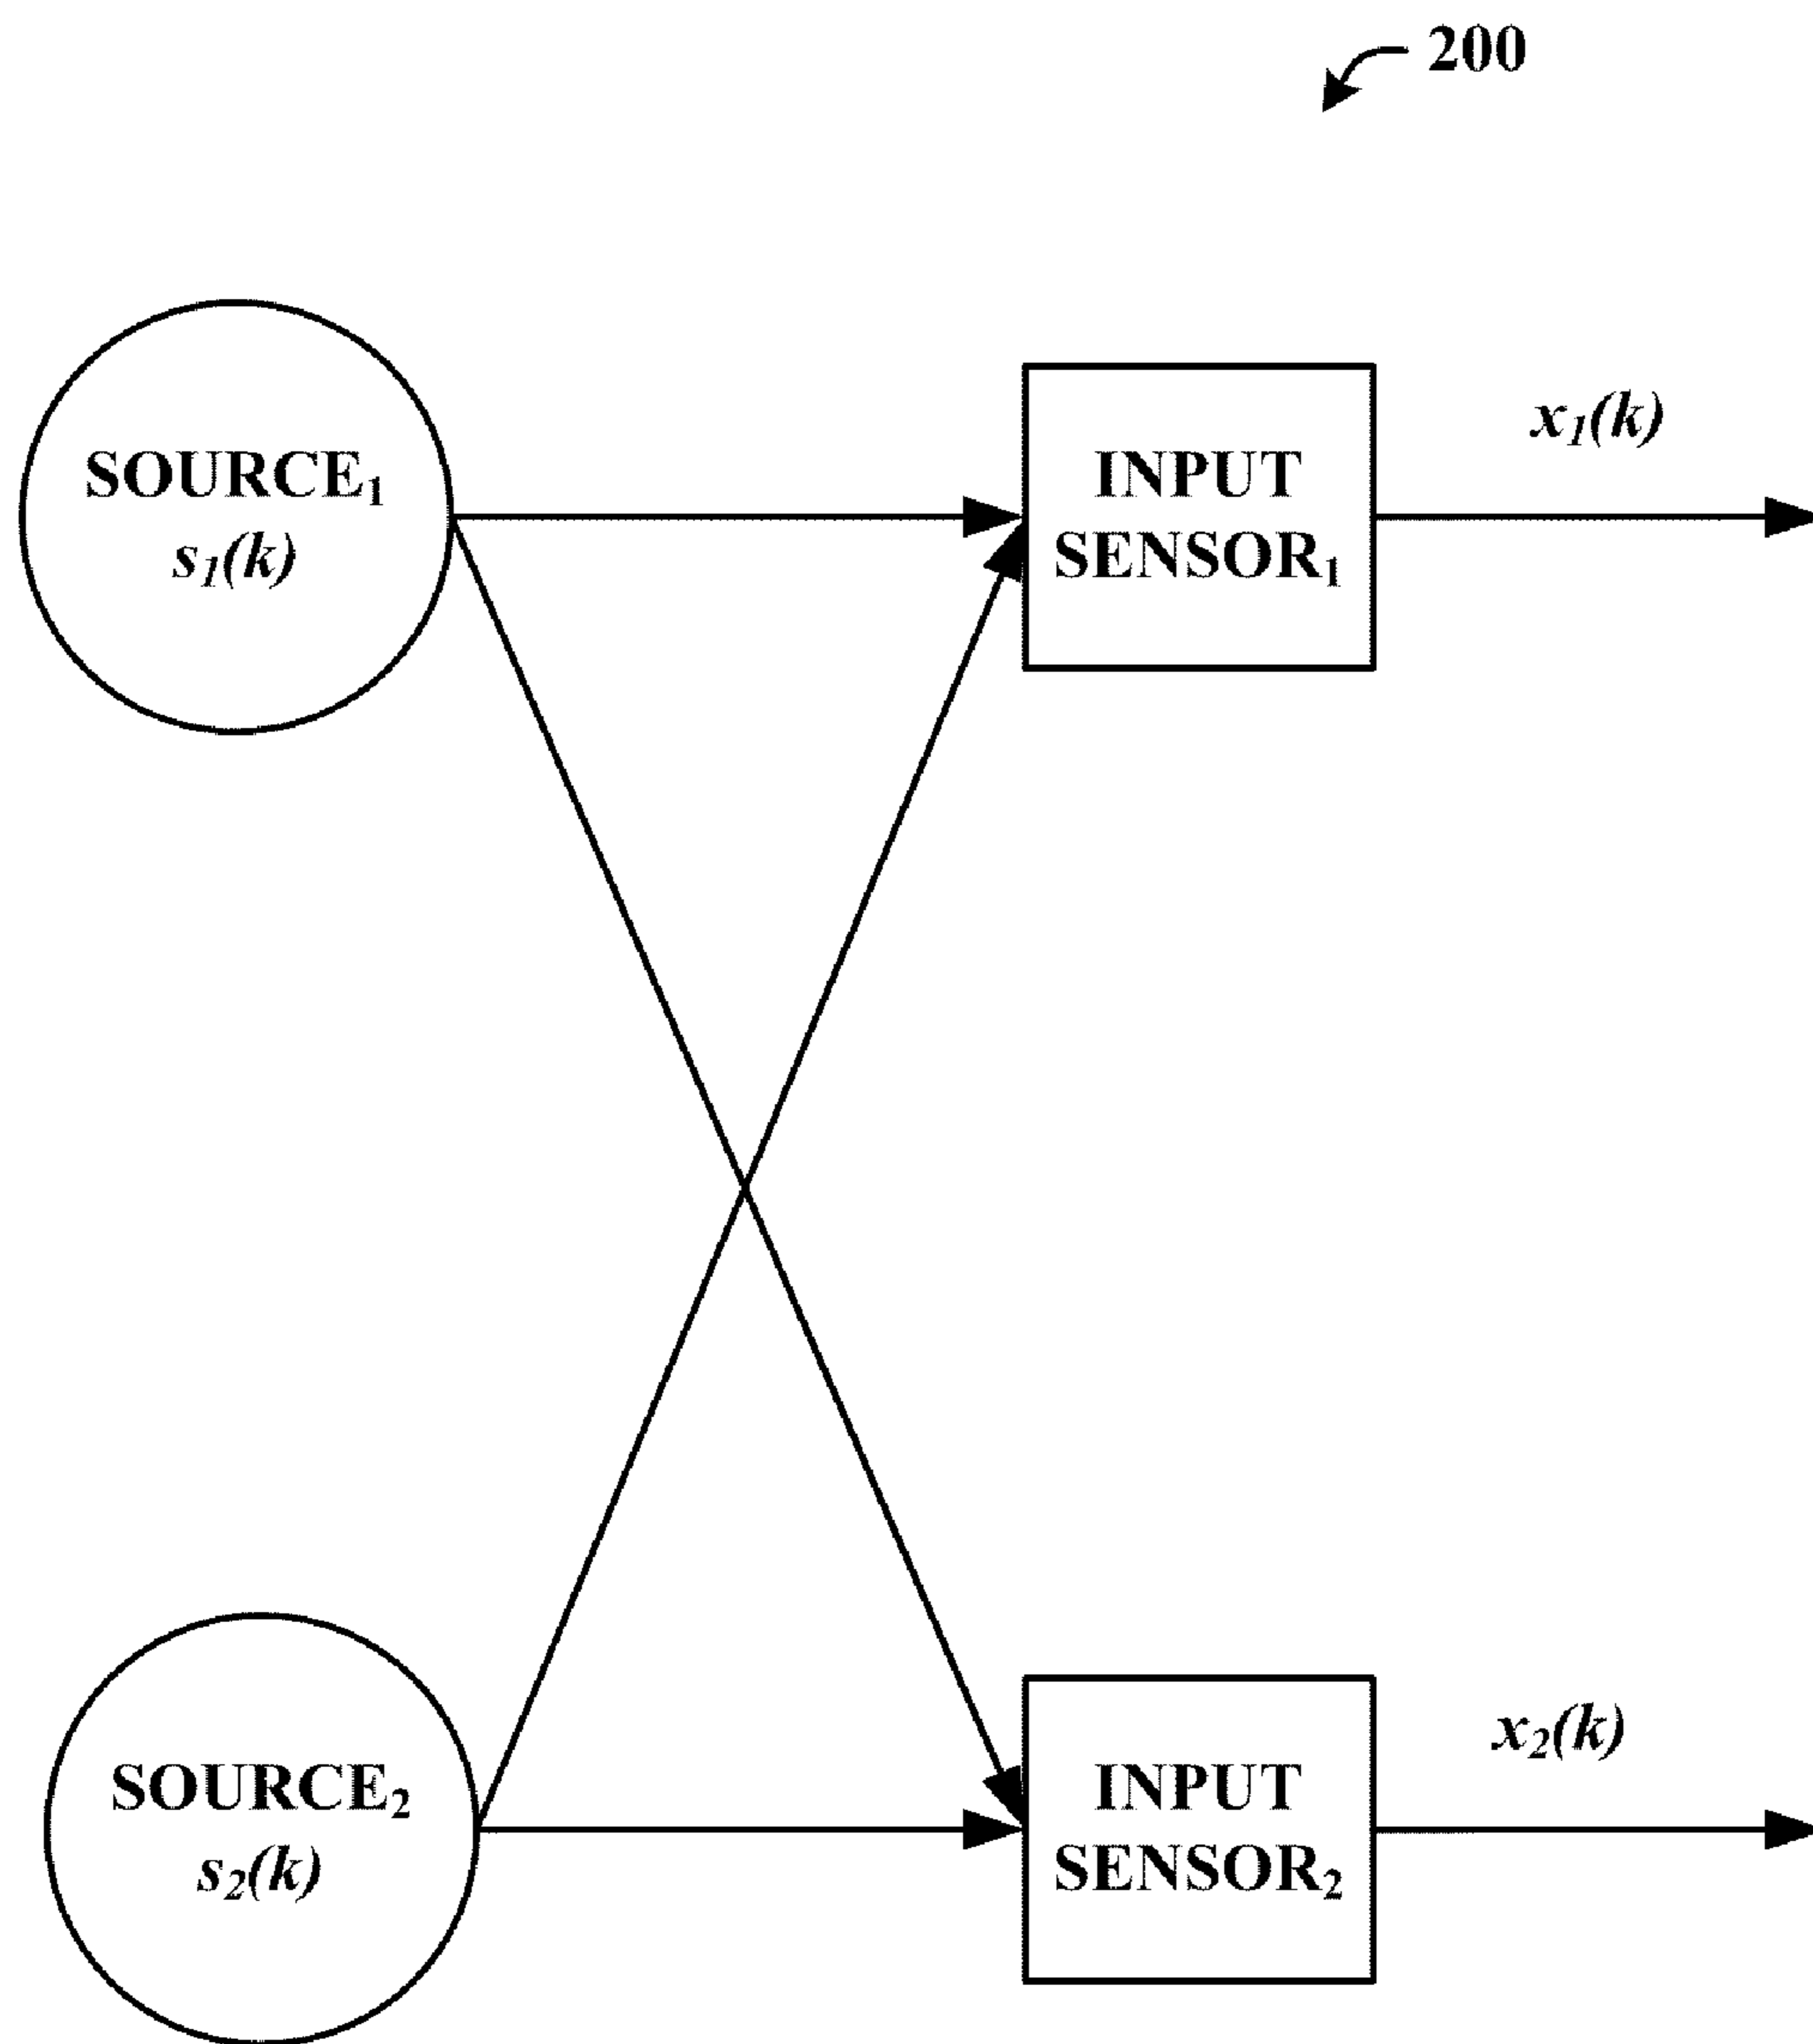 200
SOURCE₁
s₁(k)
INPUT
SENSOR₁
x₁(k)
SOURCE₂
s₂(k)
INPUT
SENSOR₂
x₂(k)